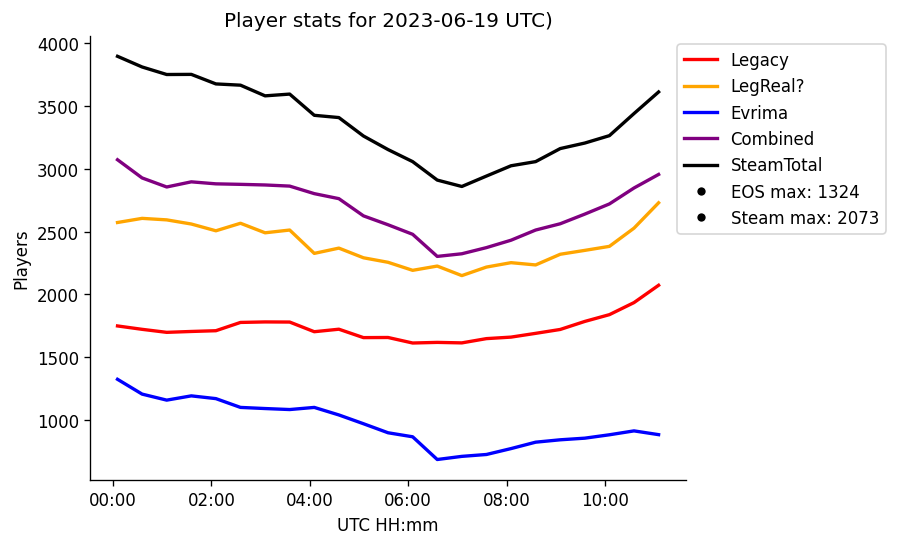 Player stats for 2023-06-19 UTC)
4000
3500
3000
2500
2000
1500
1000
Players
00:00
02:00
04:00
06:00
08:00
10:00
UTC HH:mm
Legacy
LegReal?
Evrima
Combined
SteamTotal
EOS max: 1324
Steam max: 2073